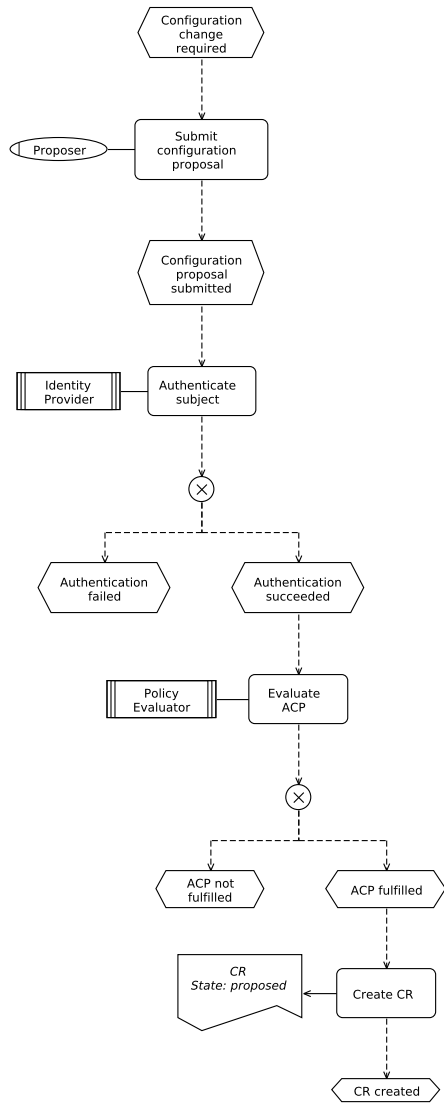 Configuration
change
required
Submit
configuration
proposal
Proposer
Configuration
proposal
submitted
Identity
Provider
Authenticate
subject
Authentication
failed
Authentication
succeeded
Policy
Evaluator
Evaluate
ACP
ACP not
fulfilled
ACP fulfilled
CR
State: proposed
Create CR
CR created